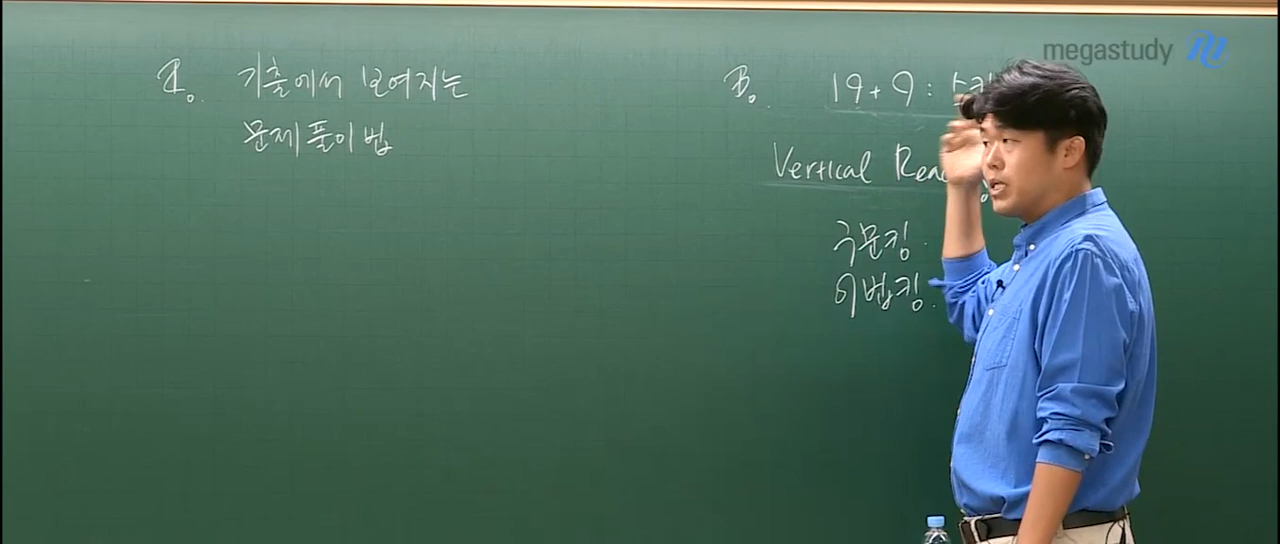 megastudy
A. 기출에서 보여지는
문제풀이법
B. 19+9:
Vertical
구문킹.
어법킹.